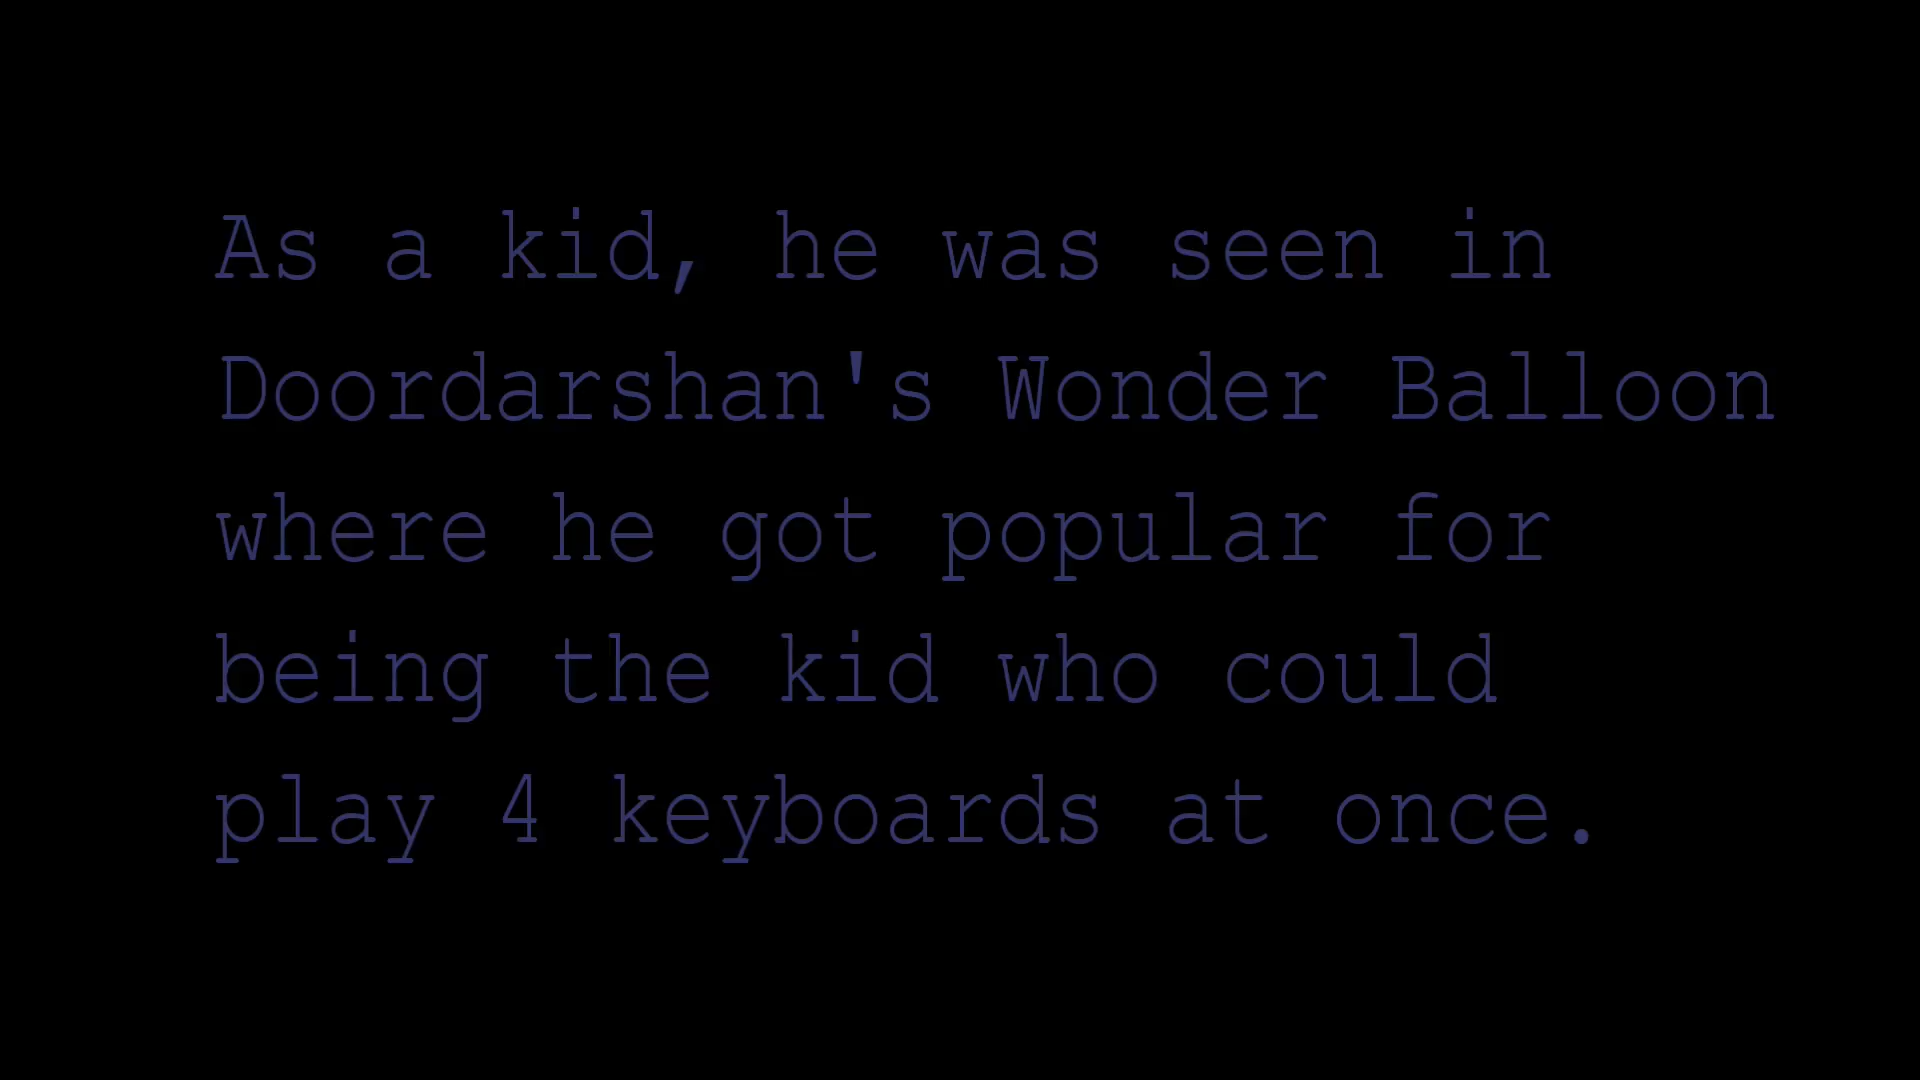 As a kid, he was seen in
Doordarshan's Wonder Balloon
where he got popular for
being the kid who could
play 4 keyboards at once.